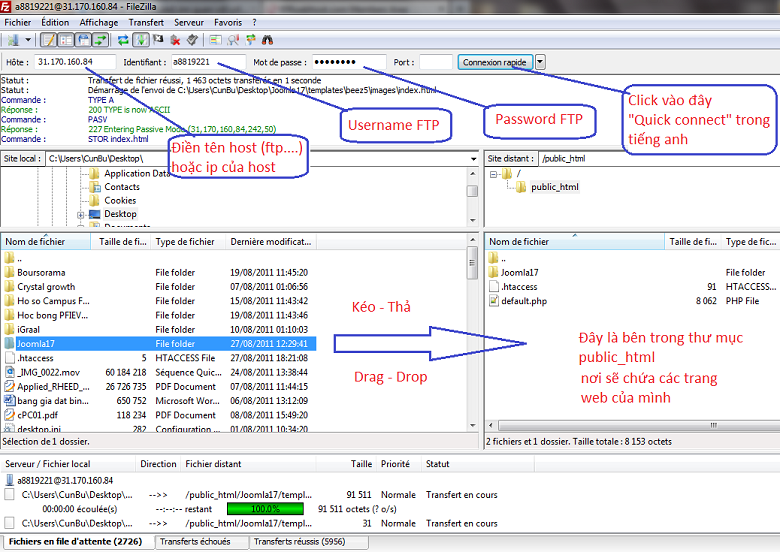 a8819221@31.170.160.84 - FileZilla
Fichier Édition Affichage Transfert Serveur Favoris ?
Hôte : 31.170.160.84 Identifiant : a8819221 Mot de passe : ●●●●●●●● Port : Connexion rapide
Statut : Transfert de fichier réussi, 1 463 octets transférés en 1 seconde
Statut : Démarrage de l'envoi de C:\Users\CunBu\Desktop\Joomla17\templates\beez5\images\index.html
Commande : TYPE A
Réponse : 200 TYPE is now ASCII
Commande : PASV
Réponse : 227 Entering Passive Mode (31,170,160,84,242,50)
Commande : STOR index.html
Điền tên host (ftp....)
hoặc ip của host
Username FTP
Password FTP
Click vào đây
"Quick connect" trong
tiếng anh
Site local : C:\Users\CunBu\Desktop\
Application Data
Contacts
Cookies
Desktop
Documents
Site distant : /public_html
/
public_html
Nom de fichier Taille de fi... Type de fichier Dernière modificat...
..
Boursorama File folder 19/08/2011 11:45:20
Crystal growth File folder 07/08/2011 01:06:56
Ho so Campus F... File folder 15/08/2011 11:43:42
Hoc bong PFIEV... File folder 19/08/2011 11:43:46
iGraal File folder 10/08/2011 01:10:03
Joomla17 File folder 27/08/2011 12:29:41
.htaccess 5 HTACCESS File 27/08/2011 18:21:08
_IMG_0022.mov 60 184 218 Séquence Quic... 24/08/2011 13:38:44
Applied_RHEED_... 26 726 735 PDF Document 07/08/2011 11:44:15
bang gia dat bin... 650 752 Microsoft Wor... 06/08/2011 13:12:09
cPC01.pdf 118 234 PDF Document 08/08/2011 15:49:20
desktop.ini 282 Configuration ... 09/08/2011 10:34:20
Sélection de 1 dossier.
Kéo - Thả
Drag - Drop
Nom de fichier Taille de fi... Type de fic...
..
Joomla17 File folder
.htaccess 91 HTACCESS...
default.php 8 062 PHP File
Đây là bên trong thư mục
public_html
nơi sẽ chứa các trang
web của mình
2 fichiers et 1 dossier. Taille totale : 8 153 octets
Serveur / Fichier local Direction Fichier distant Taille Priorité Statut
a8819221@31.170.160.84
C:\Users\CunBu\Desktop\... -->> /public_html/Joomla17/templ... 91 511 Normale Transfert en cours
00:00:00 écoulée(s) --:--:-- restant 100.0% 91 511 octets (? o/s)
C:\Users\CunBu\Desktop\... -->> /public_html/Joomla17/templ... 31 Normale Transfert en cours
Fichiers en file d'attente (2726) Transferts échoués Transferts réussis (5956)